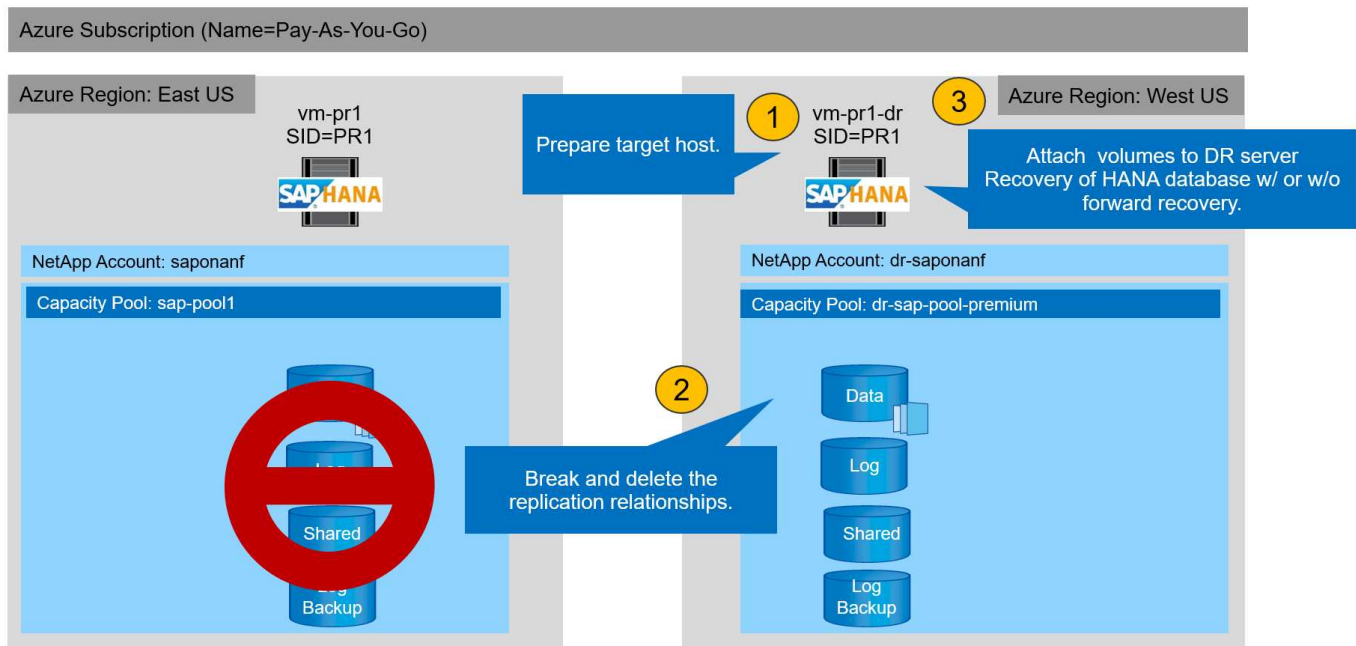 Azure Subscription (Name=Pay-As-You-Go)
Azure Region: East US
vm-pr1
SID=PR1
SAP HANA
NetApp Account: saponanf
Capacity Pool: sap-pool1
Shared
Backup
Prepare target host.
1
vm-pr1-dr
SID=PR1
SAP HANA
3
Azure Region: West US
Attach volumes to DR server
Recovery of HANA database w/ or w/o
forward recovery.
2
Break and delete the
replication relationships.
NetApp Account: dr-saponanf
Capacity Pool: dr-sap-pool-premium
Data
Log
Shared
Log
Backup